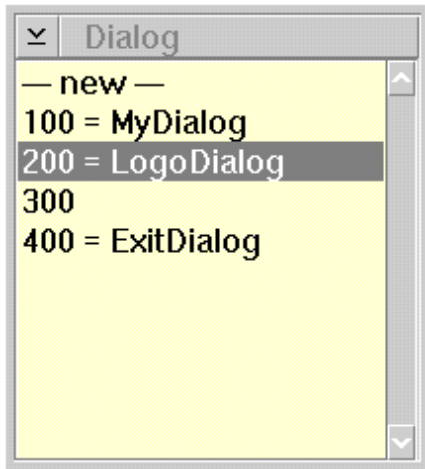 Dialog
— new —
100 = MyDialog
200 = LogoDialog
300
400 = ExitDialog